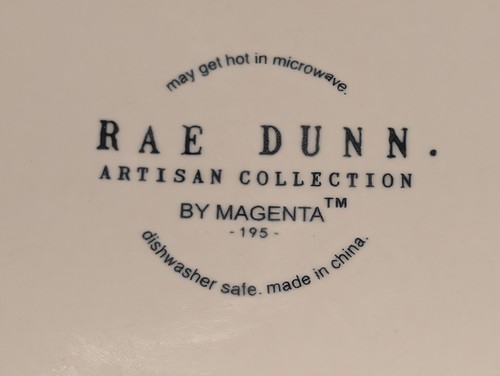 may get hot in microwave.
RAE DUNN.
ARTISAN COLLECTION
BY MAGENTA™
- 195 -
dishwasher safe. made in china.